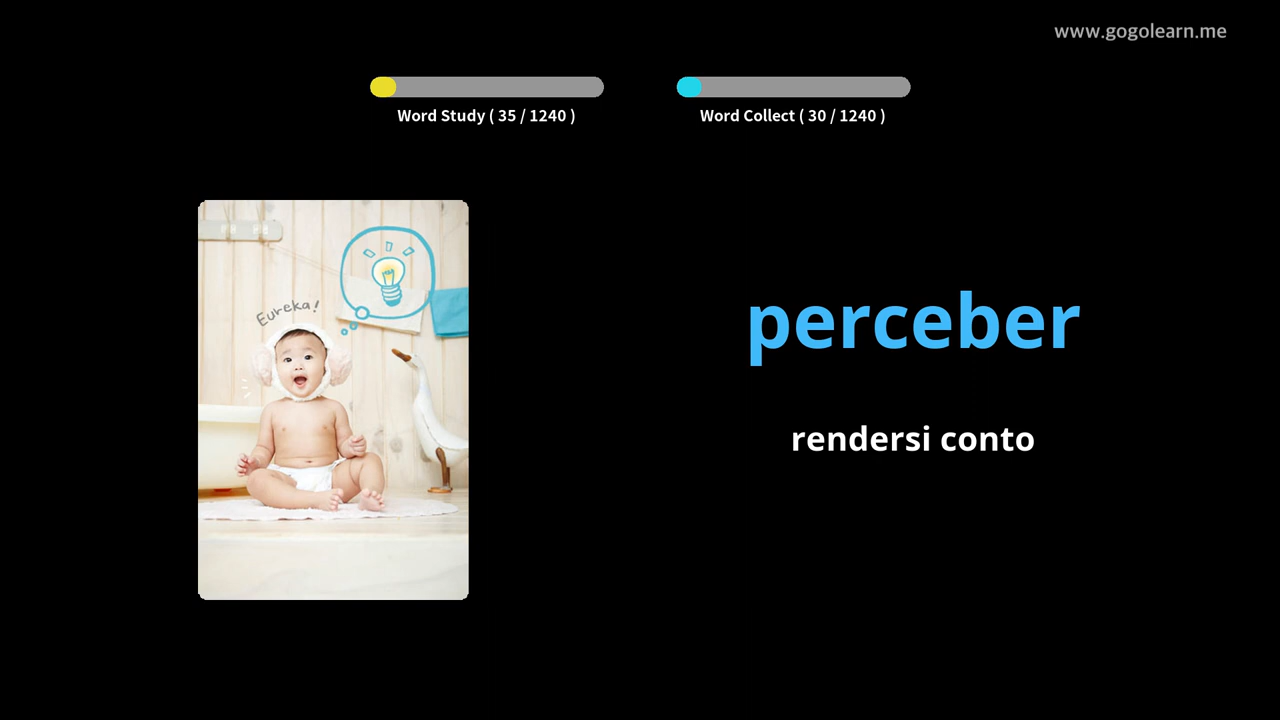 www.gogolearn.me
Word Study ( 35 / 1240 )
Word Collect ( 30 / 1240 )
Eureka!
perceber
rendersi conto